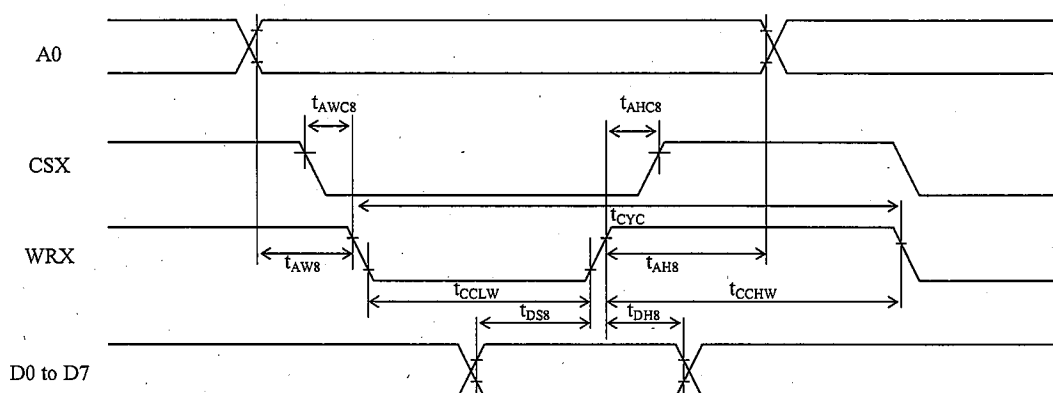 A0
tAWC8
tAHC8
CSX
tCYC
WRX
tAW8
tAH8
tCCLW
tCCHW
tDS8
tDH8
D0 to D7